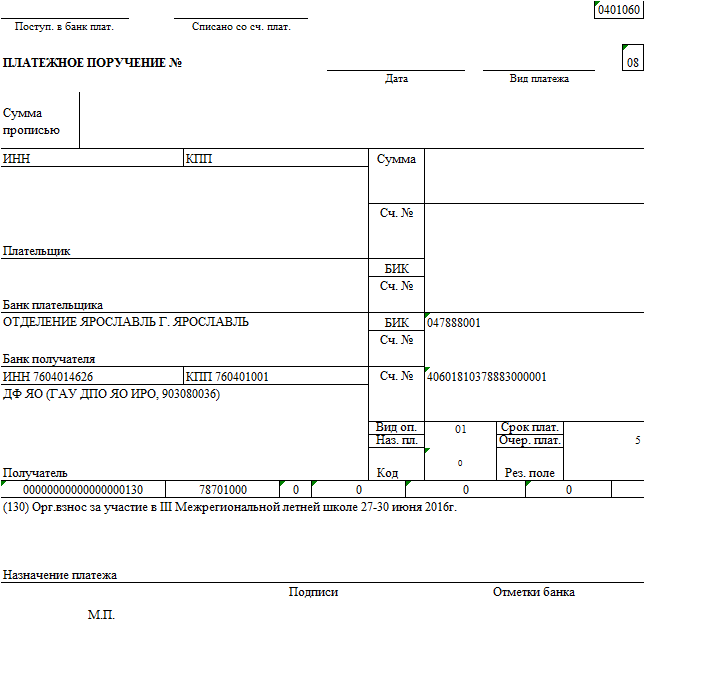 0401060
Поступ. в банк плат. Списано со сч. плат.
ПЛАТЕЖНОЕ ПОРУЧЕНИЕ № 08
Дата Вид платежа
Сумма
прописью
ИНН КПП Сумма
Сч. №
Плательщик
БИК
Сч. №
Банк плательщика
ОТДЕЛЕНИЕ ЯРОСЛАВЛЬ Г. ЯРОСЛАВЛЬ БИК 047888001
Сч. №
Банк получателя
ИНН 7604014626 КПП 760401001 Сч. № 40601810378883000001
ДФ ЯО (ГАУ ДПО ЯО ИРО, 903080036)
Вид оп. 01 Срок плат.
Наз. пл. Очер. плат. 5
Получатель Код 0 Рез. поле
00000000000000000130 78701000 0 0 0 0
(130) Орг.взнос за участие в III Межрегиональной летней школе 27-30 июня 2016г.
Назначение платежа
Подписи Отметки банка
М.П.